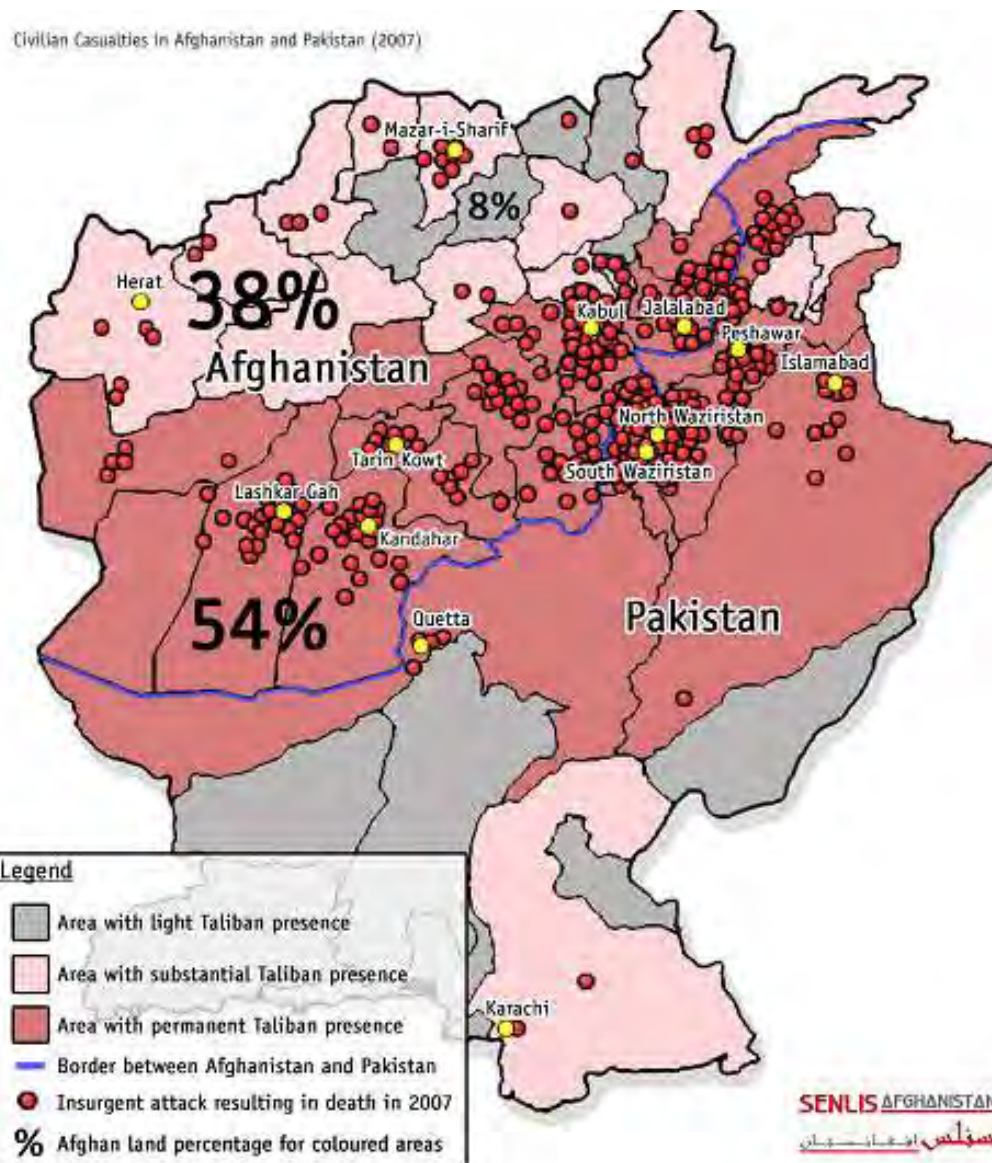 Civilian Casualties in Afghanistan and Pakistan (2007)
Mazar-i-Sharif
8%
Herat
38%
Kabul
Jalalabad
Peshawar
Afghanistan
Islamabad
North Waziristan
Tarin Kowt
South Waziristan
Lashkar Gah
Kandahar
54%
Quetta
Pakistan
Legend
Area with light Taliban presence
Area with substantial Taliban presence
Area with permanent Taliban presence
Karachi
Border between Afghanistan and Pakistan
Insurgent attack resulting in death in 2007
% Afghan land percentage for coloured areas
SENLIS AFGHANISTAN